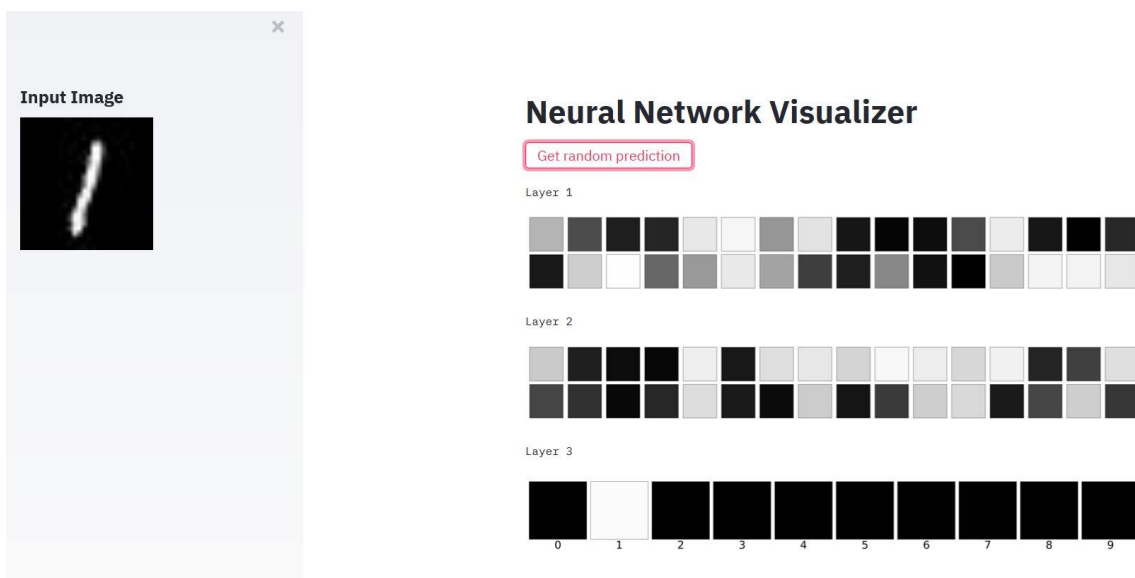 ×
Input Image
Neural Network Visualizer
Get random prediction
Layer 1
Layer 2
Layer 3
0 1 2 3 4 5 6 7 8 9